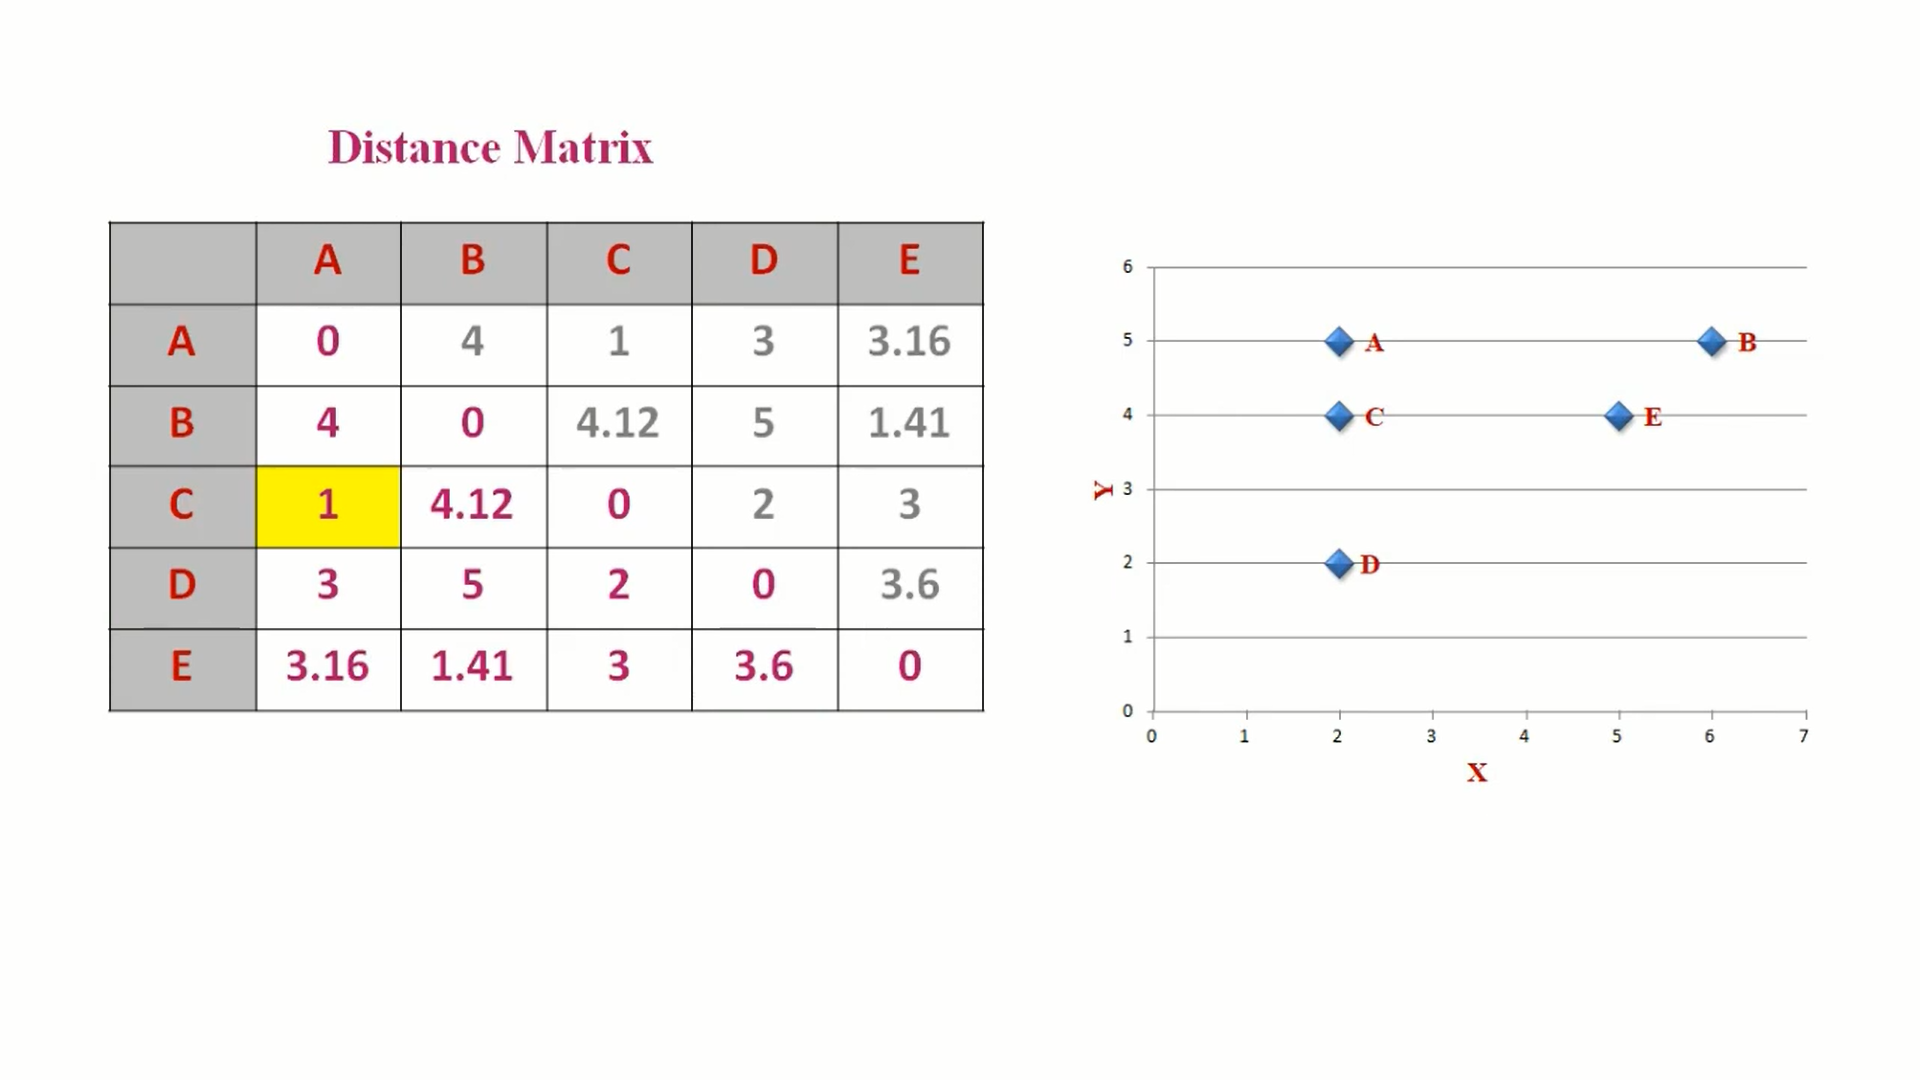 Distance Matrix
A B C D E
A 0 4 1 3 3.16
B 4 0 4.12 5 1.41
C 1 4.12 0 2 3
D 3 5 2 0 3.6
E 3.16 1.41 3 3.6 0
6
5 A B
4 C E
Y 3
2 D
1
0
0 1 2 3 4 5 6 7
X